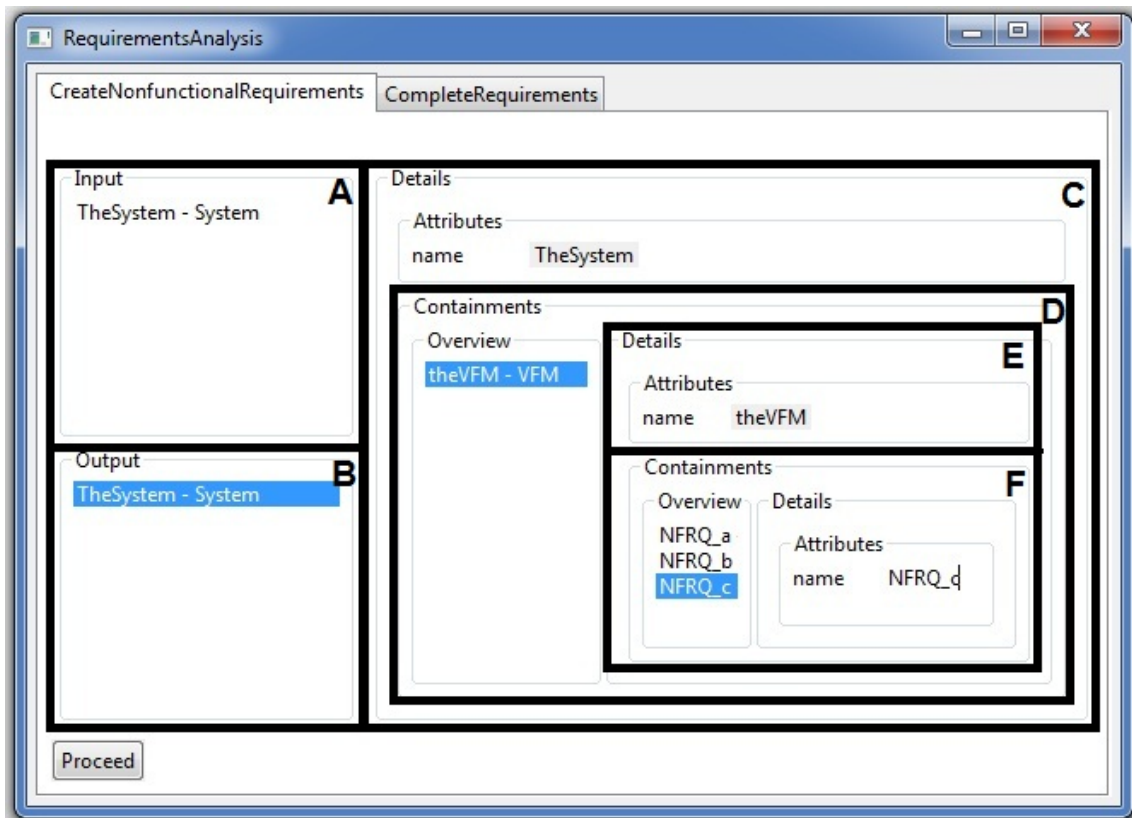 RequirementsAnalysis
CreateNonfunctionalRequirements CompleteRequirements
Input A
TheSystem - System
Output B
TheSystem - System
Details C
Attributes
name TheSystem
Containments D
Overview
theVFM - VFM
Details E
Attributes
name theVFM
Containments F
Overview
NFRQ_a
NFRQ_b
NFRQ_c
Details
Attributes
name NFRQ_c
Proceed